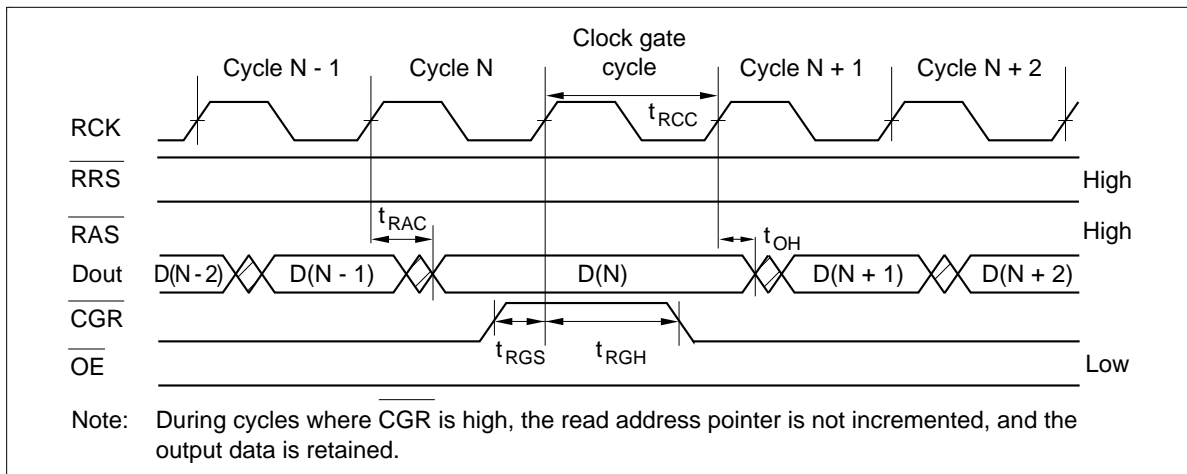 Clock gate
cycle
Cycle N - 1
Cycle N
Cycle N + 1
Cycle N + 2
tRCC
RCK
RRS
High
RAS
High
tRAC
tOH
Dout
D(N - 2)
D(N - 1)
D(N)
D(N + 1)
D(N + 2)
CGR
tRGS
tRGH
OE
Low
Note: During cycles where CGR is high, the read address pointer is not incremented, and the
output data is retained.